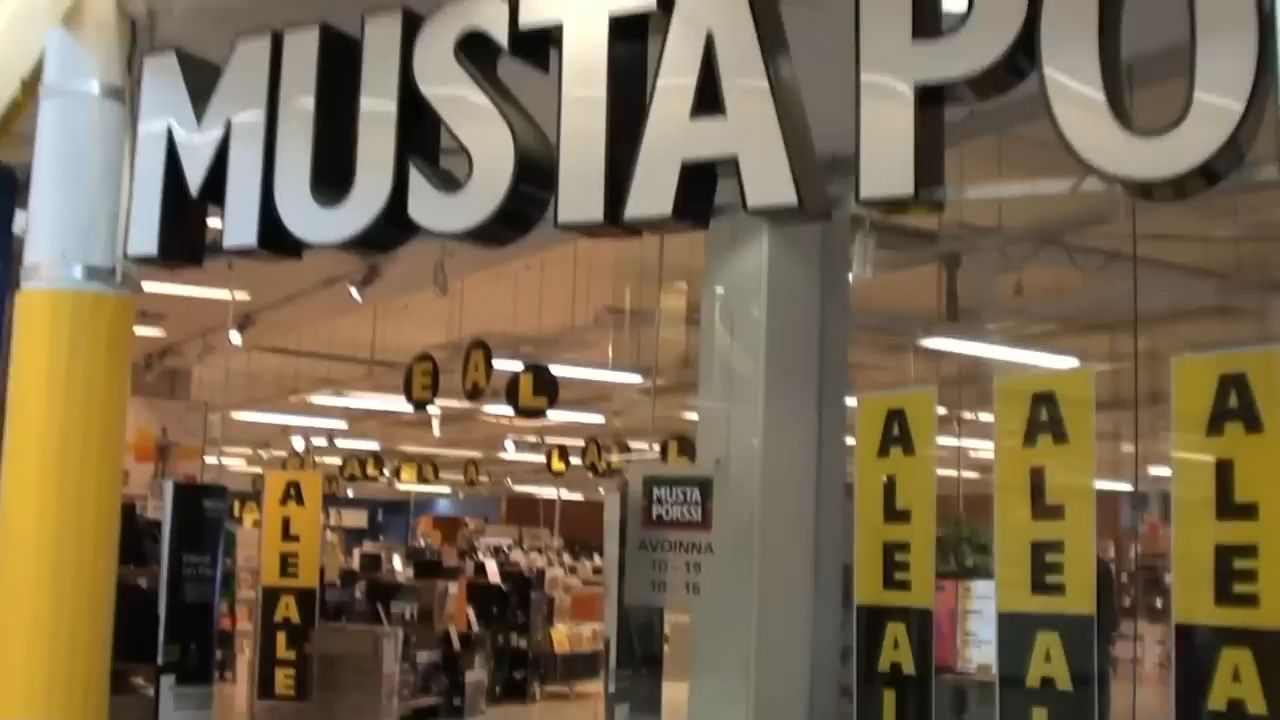 MUSTA PO
E A L
L A L
ALE
ALE
MUSTA
PÖRSSI
AVOINNA
10 - 19
10 - 16
ALE
A
ALE
A
ALE
A